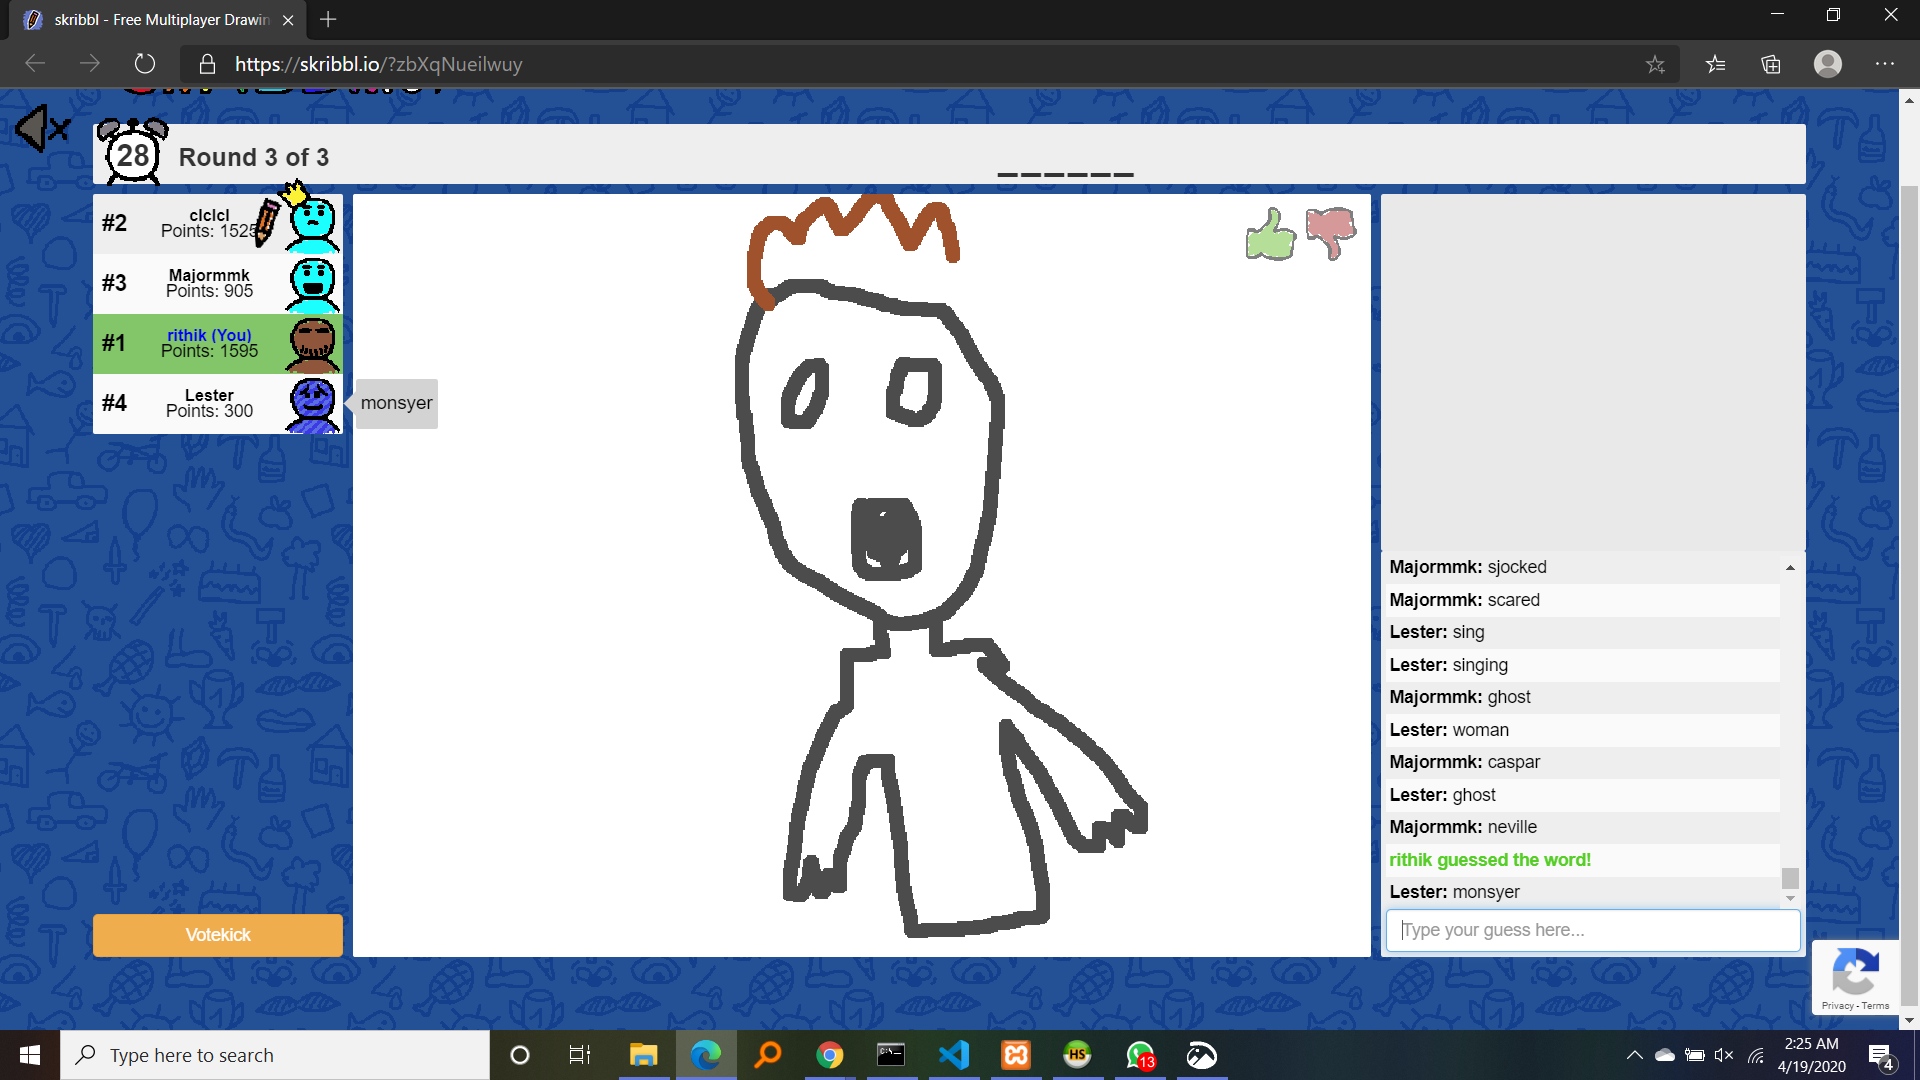 skribbl - Free Multiplayer Drawin
https://skribbl.io/?zbXqNueilwuy
28
Round 3 of 3
______
#2
clclcl
Points: 1525
#3
Majormmk
Points: 905
#1
rithik (You)
Points: 1595
#4
Lester
Points: 300
monsyer
Votekick
Majormmk: sjocked
Majormmk: scared
Lester: sing
Lester: singing
Majormmk: ghost
Lester: woman
Majormmk: caspar
Lester: ghost
Majormmk: neville
rithik guessed the word!
Lester: monsyer
Type your guess here...
Privacy - Terms
Type here to search
HS
13
2:25 AM
4/19/2020
4